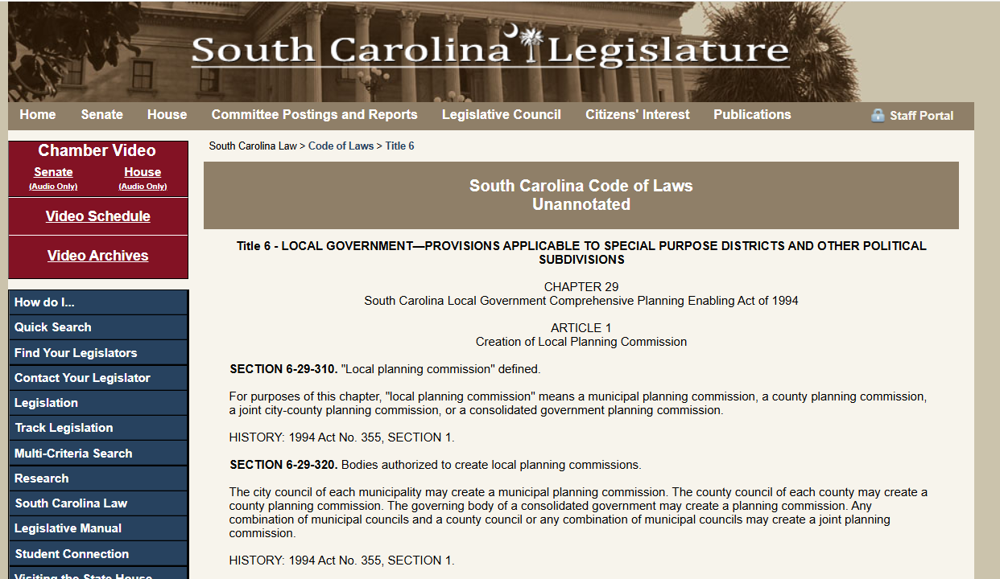 South Carolina Legislature
Home Senate House Committee Postings and Reports Legislative Council Citizens' Interest Publications Staff Portal
Chamber Video
Senate House
(Audio Only) (Audio Only)
Video Schedule
Video Archives
How do I...
Quick Search
Find Your Legislators
Contact Your Legislator
Legislation
Track Legislation
Multi-Criteria Search
Research
South Carolina Law
Legislative Manual
Student Connection
Visiting the State House
South Carolina Law > Code of Laws > Title 6
South Carolina Code of Laws
Unannotated
Title 6 - LOCAL GOVERNMENT—PROVISIONS APPLICABLE TO SPECIAL PURPOSE DISTRICTS AND OTHER POLITICAL
SUBDIVISIONS
CHAPTER 29
South Carolina Local Government Comprehensive Planning Enabling Act of 1994
ARTICLE 1
Creation of Local Planning Commission
SECTION 6-29-310. "Local planning commission" defined.
For purposes of this chapter, "local planning commission" means a municipal planning commission, a county planning commission,
a joint city-county planning commission, or a consolidated government planning commission.
HISTORY: 1994 Act No. 355, SECTION 1.
SECTION 6-29-320. Bodies authorized to create local planning commissions.
The city council of each municipality may create a municipal planning commission. The county council of each county may create a
county planning commission. The governing body of a consolidated government may create a planning commission. Any
combination of municipal councils and a county council or any combination of municipal councils may create a joint planning
commission.
HISTORY: 1994 Act No. 355, SECTION 1.